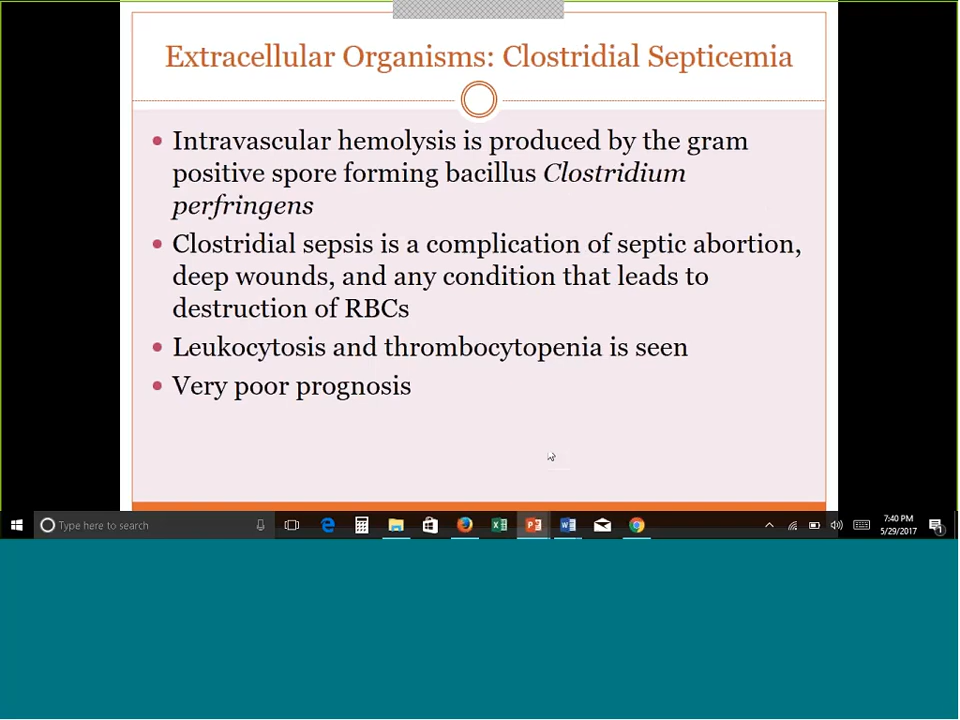 Extracellular Organisms: Clostridial Septicemia
Intravascular hemolysis is produced by the gram
positive spore forming bacillus Clostridium
perfringens
Clostridial sepsis is a complication of septic abortion,
deep wounds, and any condition that leads to
destruction of RBCs
Leukocytosis and thrombocytopenia is seen
Very poor prognosis
Type here to search
7:40 PM
5/29/2017